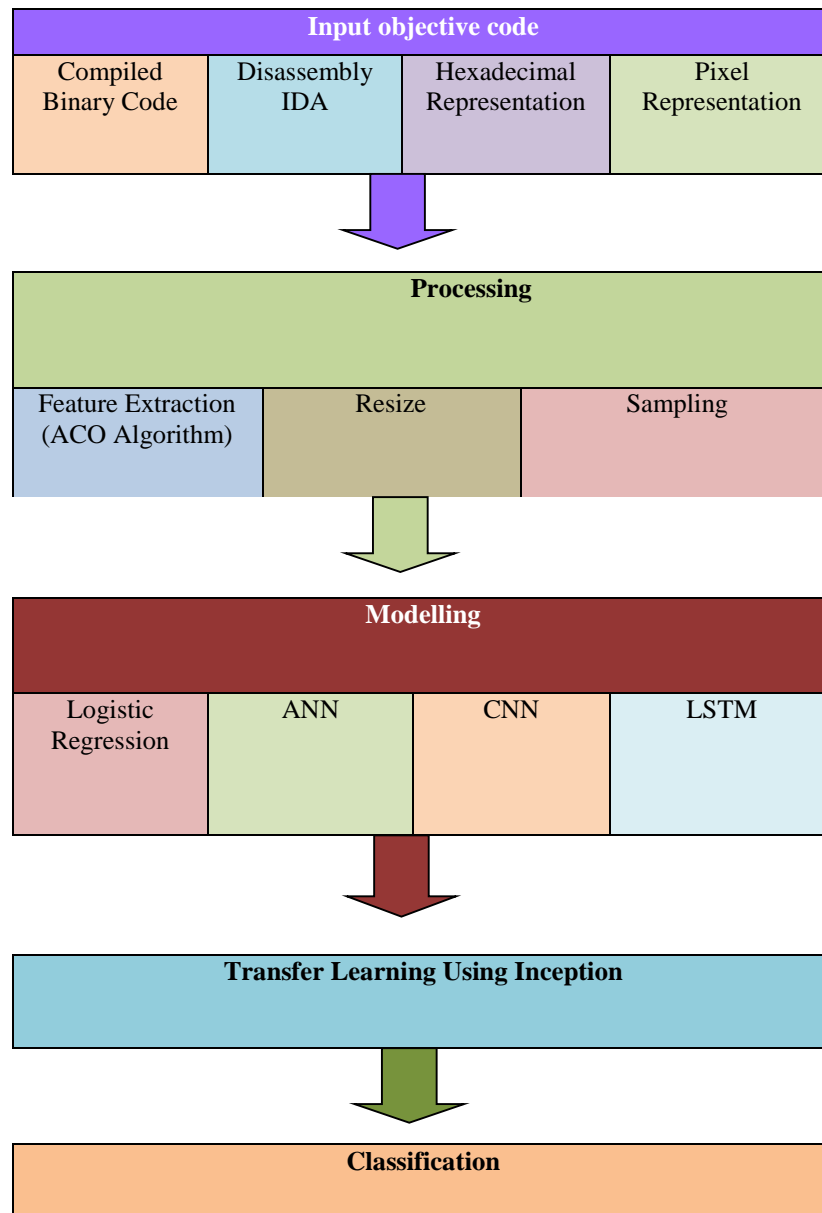 Input objective code
Compiled
Binary Code
Disassembly
IDA
Hexadecimal
Representation
Pixel
Representation
Processing
Feature Extraction
(ACO Algorithm)
Resize
Sampling
Modelling
Logistic
Regression
ANN
CNN
LSTM
Transfer Learning Using Inception
Classification